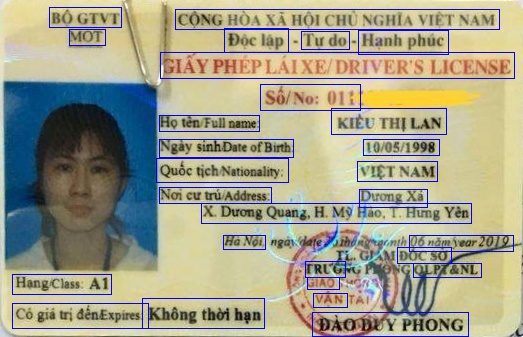 BỘ GTVT
MOT
CỘNG HÒA XÃ HỘI CHỦ NGHĨA VIỆT NAM
Độc lập - Tự do - Hạnh phúc
GIẤY PHÉP LÁI XE/DRIVER'S LICENSE
Số/No: 011
Họ tên/Full name: KIỀU THỊ LAN
Ngày sinh/Date of Birth: 10/05/1998
Quốc tịch/Nationality: VIỆT NAM
Nơi cư trú/Address: Dương Xá
X. Dương Quang, H. Mỹ Hào, T. Hưng Yên
Hà Nội, ngày/date tháng/month 06 năm/year 2019
TL. GIÁM ĐỐC SỞ
TRƯỞNG PHÒNG QLPT&NL
GIAO THÔNG
VẬN TẢI
Hạng/Class: A1
Có giá trị đến/Expires: Không thời hạn
ĐÀO DUY PHONG